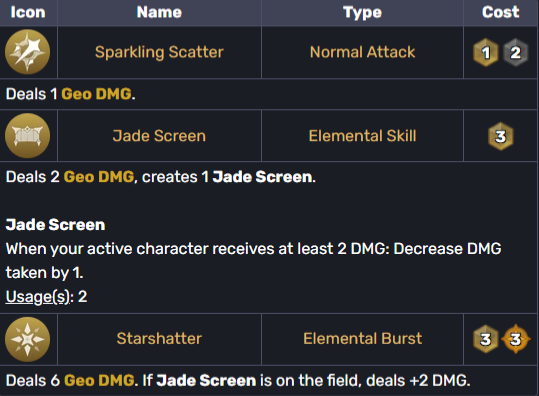 Icon Name Type Cost
Sparkling Scatter Normal Attack 1 2
Deals 1 Geo DMG.
Jade Screen Elemental Skill 3
Deals 2 Geo DMG, creates 1 Jade Screen.
Jade Screen
When your active character receives at least 2 DMG: Decrease DMG
taken by 1.
Usage(s): 2
Starshatter Elemental Burst 3 3
Deals 6 Geo DMG. If Jade Screen is on the field, deals +2 DMG.